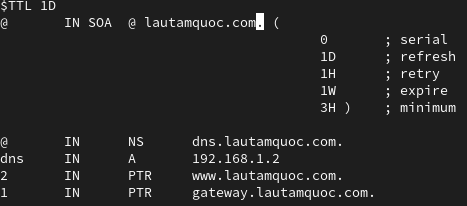 $TTL 1D
@ IN SOA @ lautamquoc.com. (
0 ; serial
1D ; refresh
1H ; retry
1W ; expire
3H ) ; minimum
@ IN NS dns.lautamquoc.com.
dns IN A 192.168.1.2
2 IN PTR www.lautamquoc.com.
1 IN PTR gateway.lautamquoc.com.